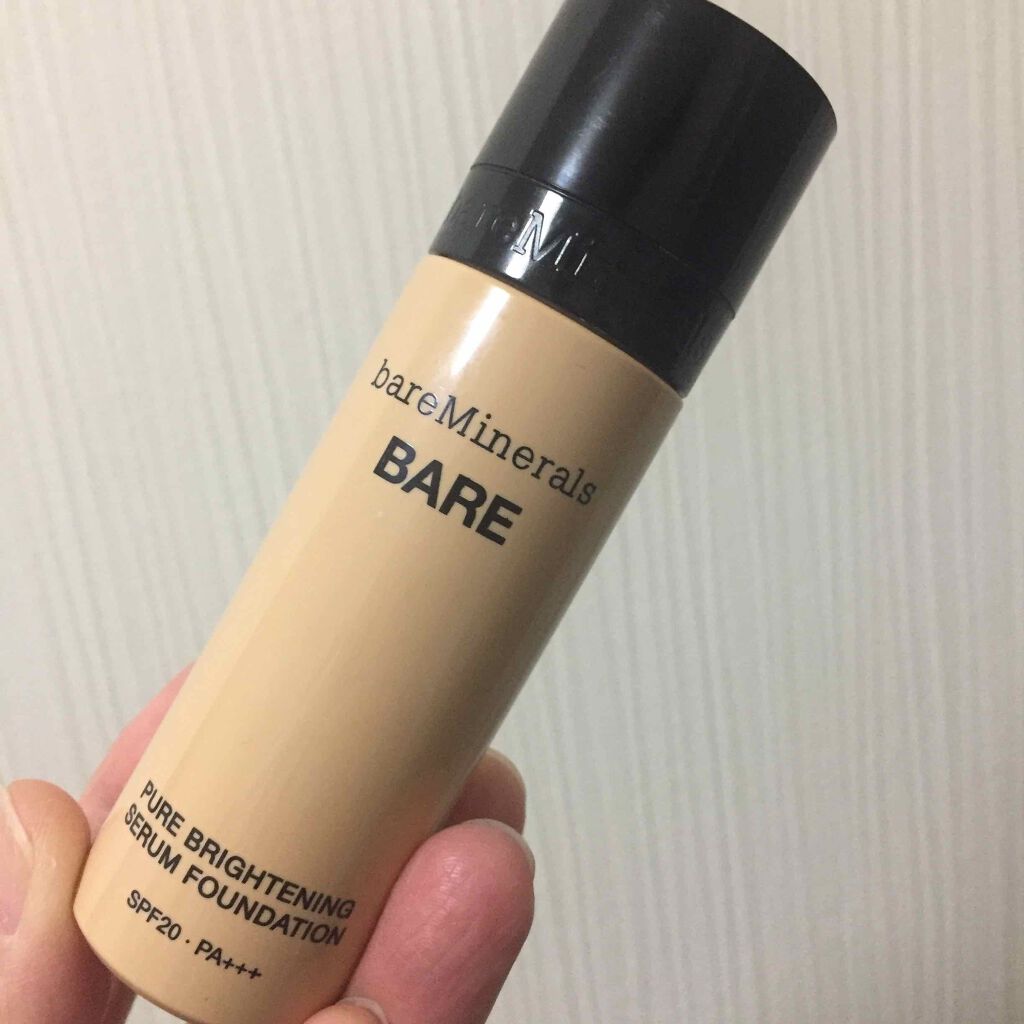 bareMinerals
BARE
PURE BRIGHTENING
SERUM FOUNDATION
SPF20 · PA+++